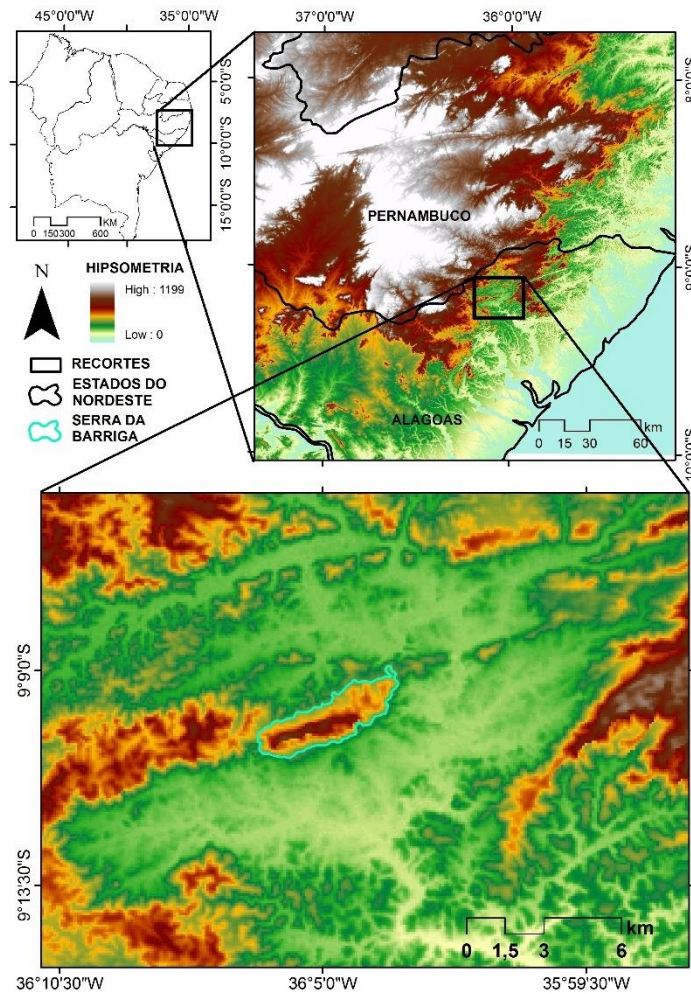 45°0'0"W
35°0'0"W
5°0'0"S
10°0'0"S
15°0'0"S
0 150300 600
KM
37°0'0"W
36°0'0"W
PERNAMBUCO
ALAGOAS
0 15 30 60
km
N
HIPSOMETRIA
High : 1199
Low : 0
RECORTES
ESTADOS DO
NORDESTE
SERRA DA
BARRIGA
9°9'0"S
9°13'30"S
0 1,5 3 6
km
36°10'30"W
36°5'0"W
35°59'30"W